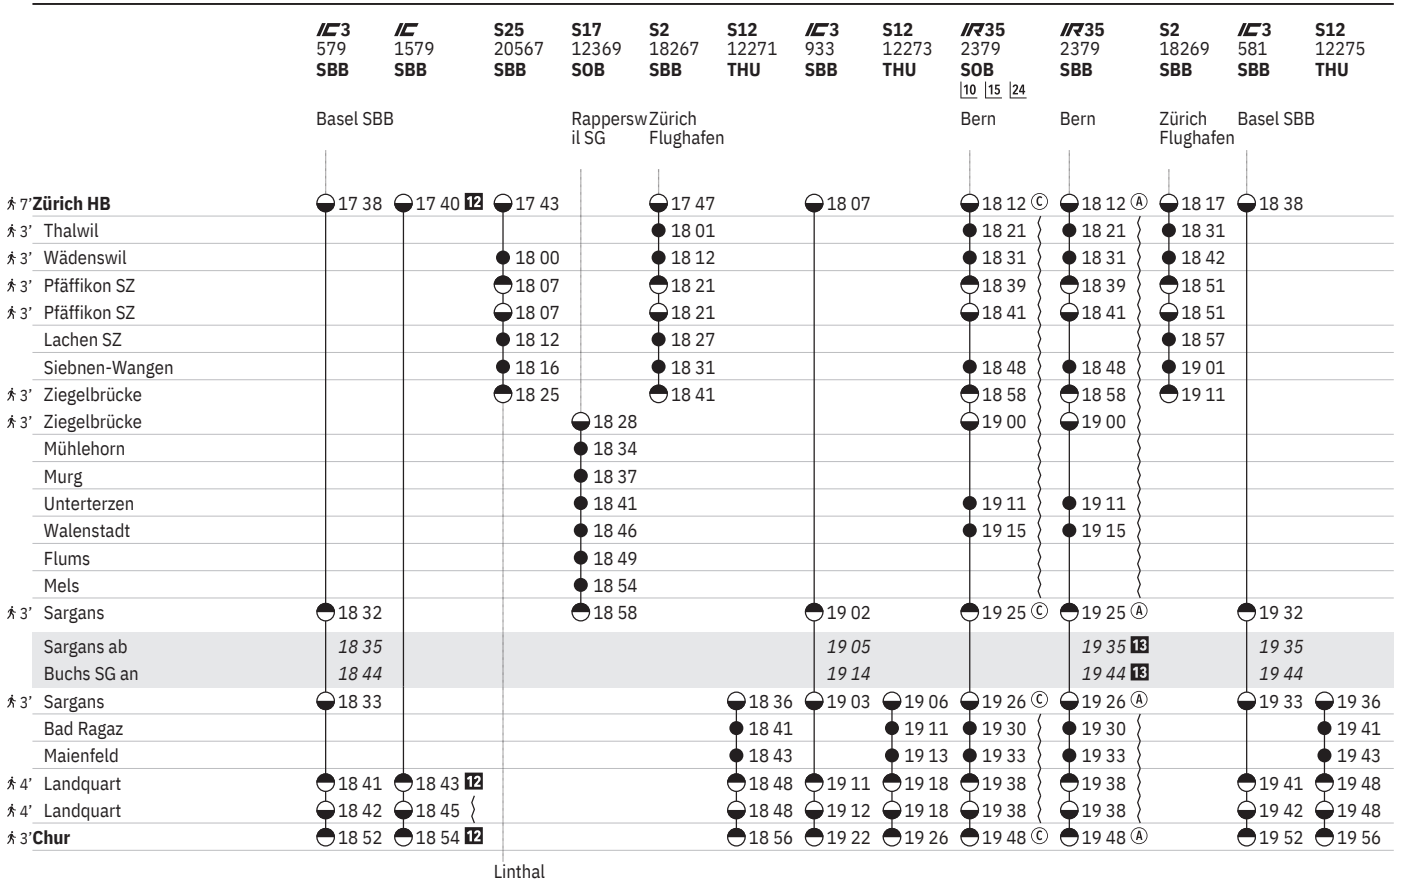 IC3 IC S25 S17 S2 S12 IC3 S12 IR35 IR35 S2 IC3 S12
579 1579 20567 12369 18267 12271 933 12273 2379 2379 18269 581 12275
SBB SBB SBB SOB SBB THU SBB THU SOB SBB SBB SBB THU
10 15 24
Basel SBB Rappersw Zürich Bern Bern Zürich Basel SBB
il SG Flughafen Flughafen
7' Zürich HB 17 38 17 40 12 17 43 17 47 18 07 18 12 C 18 12 A 18 17 18 38
3' Thalwil 18 01 18 21 18 21 18 31
3' Wädenswil 18 00 18 12 18 31 18 31 18 42
3' Pfäffikon SZ 18 07 18 21 18 39 18 39 18 51
3' Pfäffikon SZ 18 07 18 21 18 41 18 41 18 51
Lachen SZ 18 12 18 27 18 57
Siebnen-Wangen 18 16 18 31 18 48 18 48 19 01
3' Ziegelbrücke 18 25 18 41 18 58 18 58 19 11
3' Ziegelbrücke 18 28 19 00 19 00
Mühlehorn 18 34
Murg 18 37
Unterterzen 18 41 19 11 19 11
Walenstadt 18 46 19 15 19 15
Flums 18 49
Mels 18 54
3' Sargans 18 32 18 58 19 02 19 25 C 19 25 A 19 32
Sargans ab 18 35 19 05 19 35 13 19 35
Buchs SG an 18 44 19 14 19 44 13 19 44
3' Sargans 18 33 18 36 19 03 19 06 19 26 C 19 26 A 19 33 19 36
Bad Ragaz 18 41 19 11 19 30 19 30 19 41
Maienfeld 18 43 19 13 19 33 19 33 19 43
4' Landquart 18 41 18 43 12 18 48 19 11 19 18 19 38 19 38 19 41 19 48
4' Landquart 18 42 18 45 18 48 19 12 19 18 19 38 19 38 19 42 19 48
3' Chur 18 52 18 54 12 18 56 19 22 19 26 19 48 C 19 48 A 19 52 19 56
Linthal